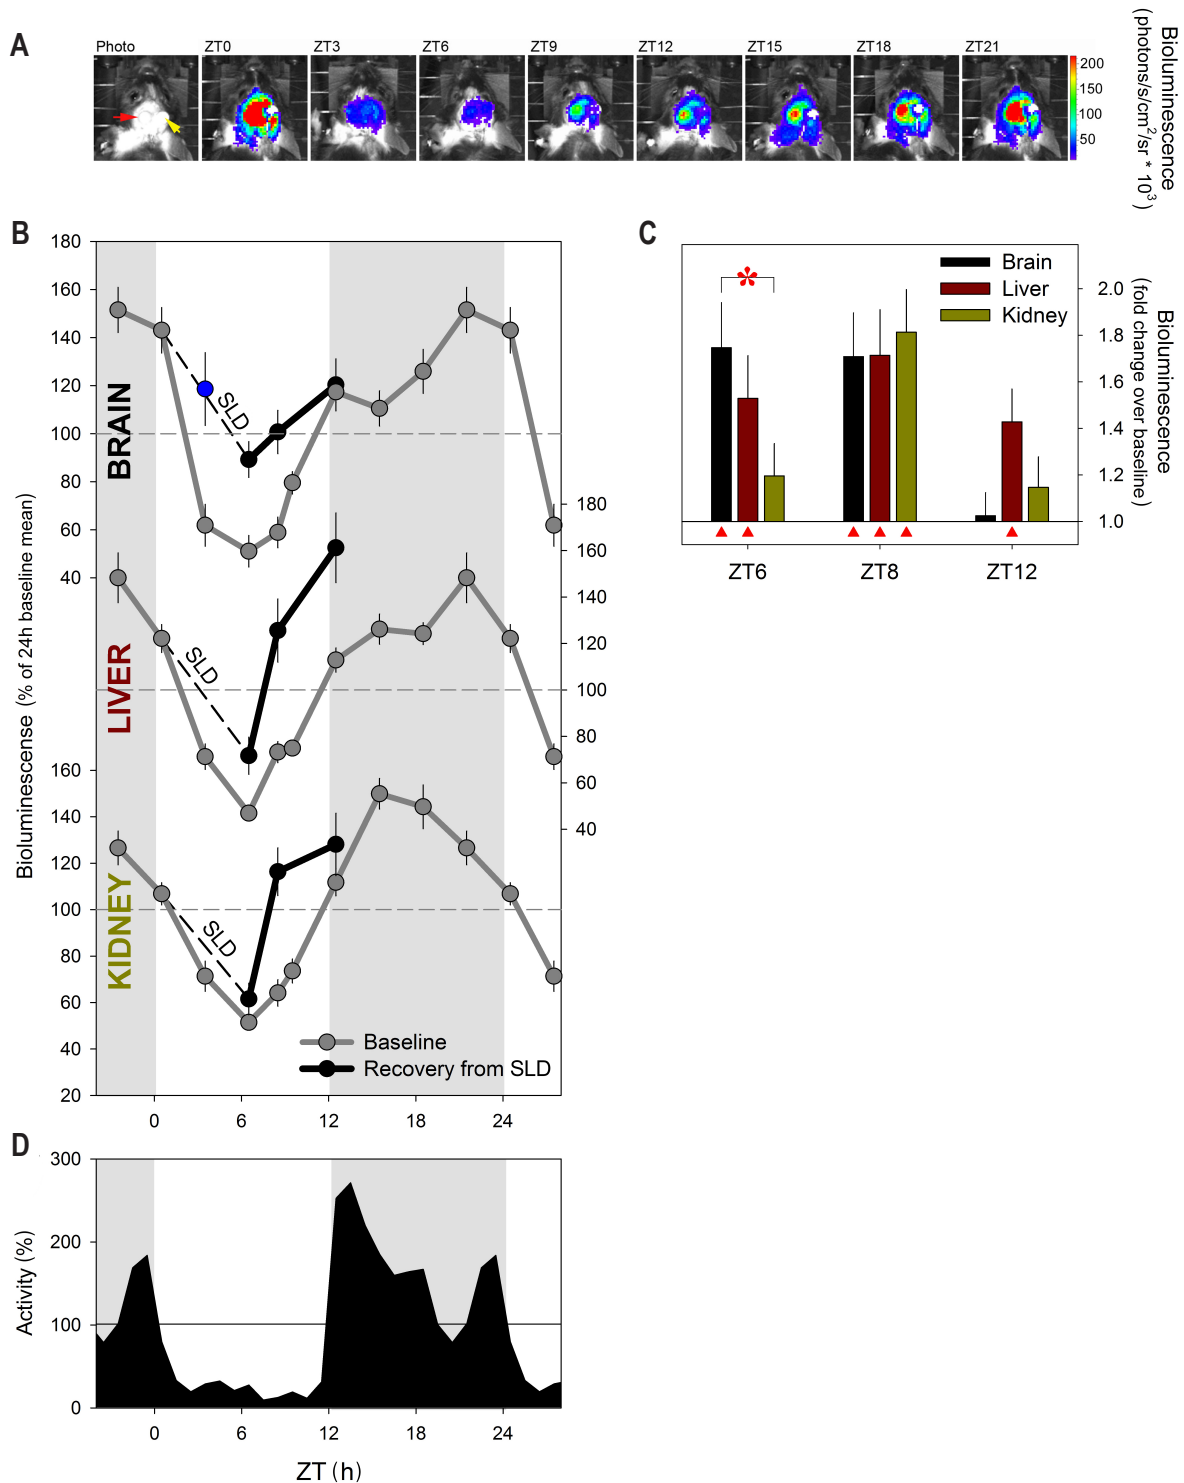 A
Photo ZT0 ZT3 ZT6 ZT9 ZT12 ZT15 ZT18 ZT21
200
150
100
50
Bioluminescence
(photons/s/cm²/sr * 10³)
B
180
160
140
120
100
80
60
40
160
140
120
100
80
60
40
20
180
160
140
120
100
80
60
40
Bioluminescense (% of 24h baseline mean)
BRAIN
SLD
LIVER
SLD
KIDNEY
SLD
Baseline
Recovery from SLD
0 6 12 18 24
C
*
Brain
Liver
Kidney
2.0
1.8
1.6
1.4
1.2
1.0
Bioluminescence
(fold change over baseline)
ZT6 ZT8 ZT12
D
300
200
100
0
Activity (%)
0 6 12 18 24
ZT (h)